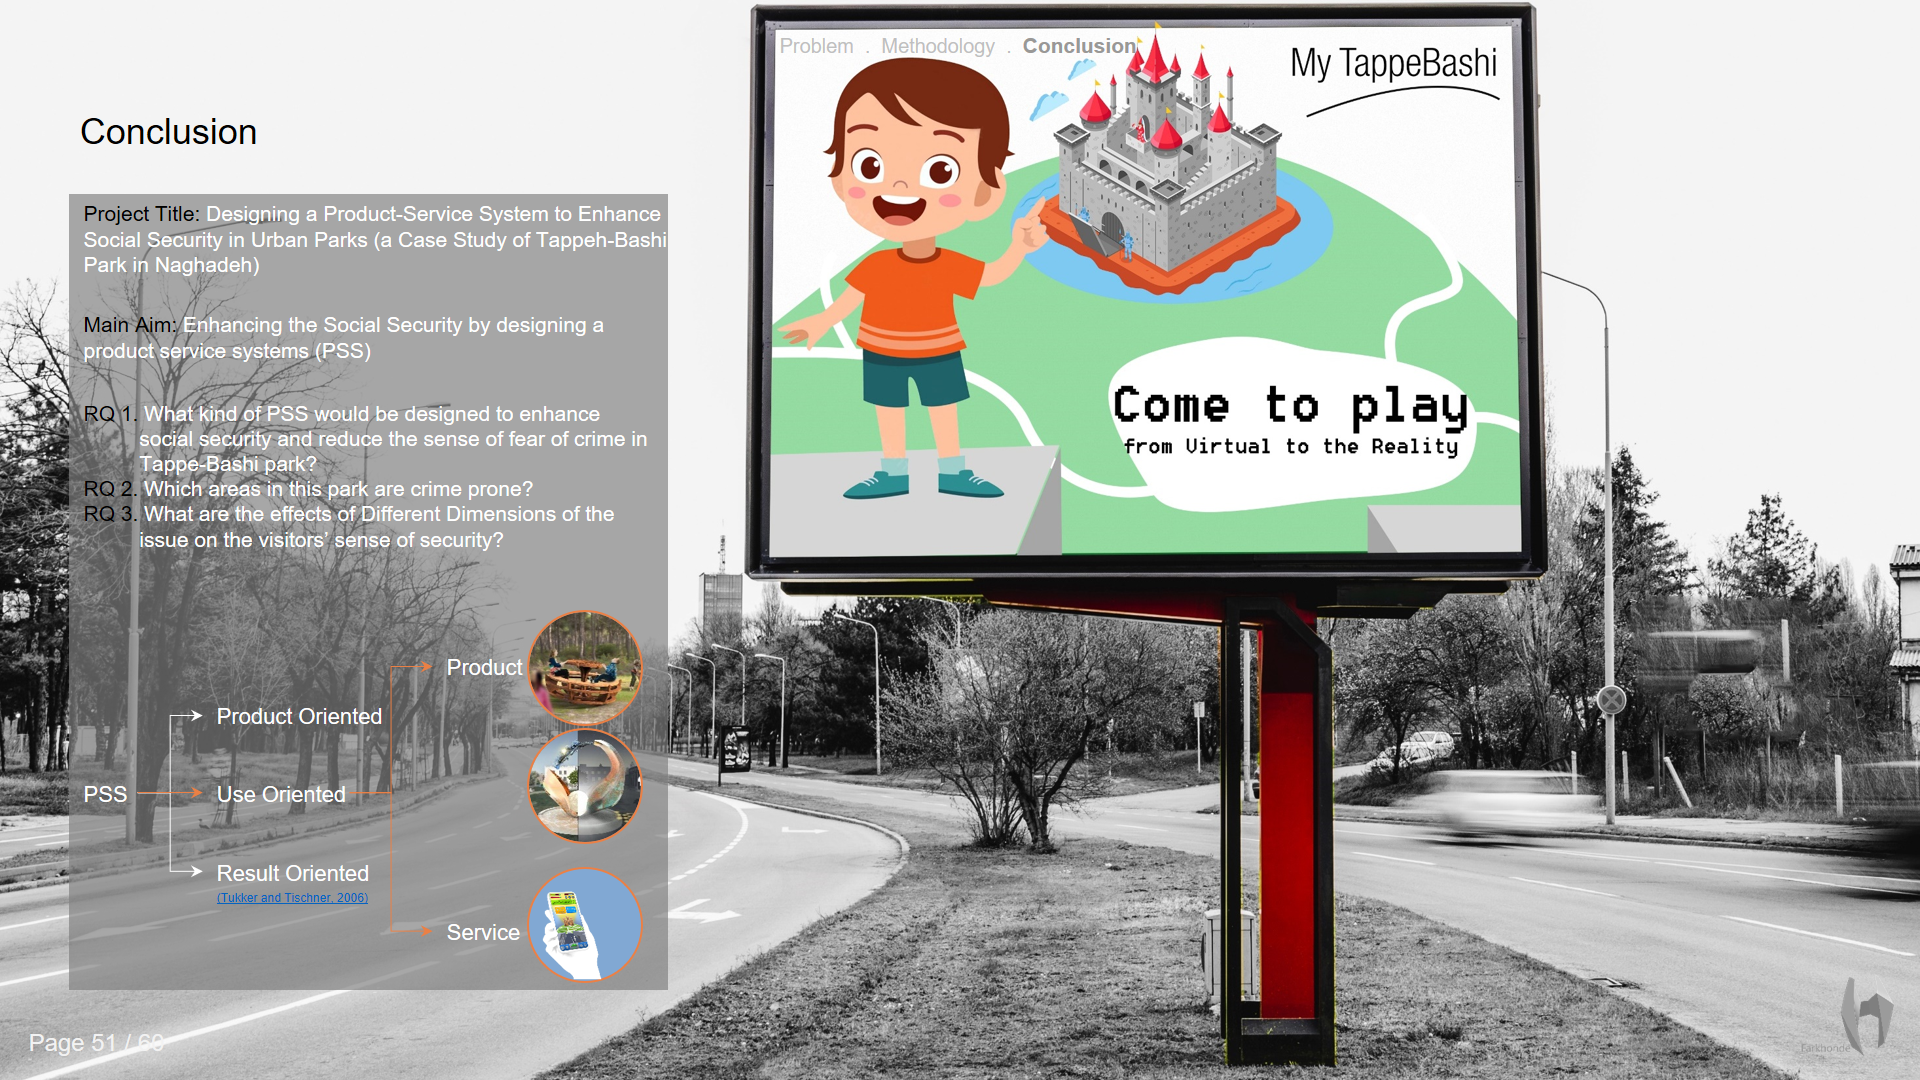 Problem . Methodology . Conclusion
My TappeBashi
Conclusion
Project Title: Designing a Product-Service System to Enhance
Social Security in Urban Parks (a Case Study of Tappeh-Bashi
Park in Naghadeh)
Main Aim: Enhancing the Social Security by designing a
product service systems (PSS)
RQ 1. What kind of PSS would be designed to enhance
social security and reduce the sense of fear of crime in
Tappe-Bashi park?
RQ 2. Which areas in this park are crime prone?
RQ 3. What are the effects of Different Dimensions of the
issue on the visitors’ sense of security?
Come to play
from Virtual to the Reality
Product
Product Oriented
PSS
Use Oriented
Result Oriented
(Tukker and Tischner, 2006)
Service
Page 51 / 69
Farkhonde